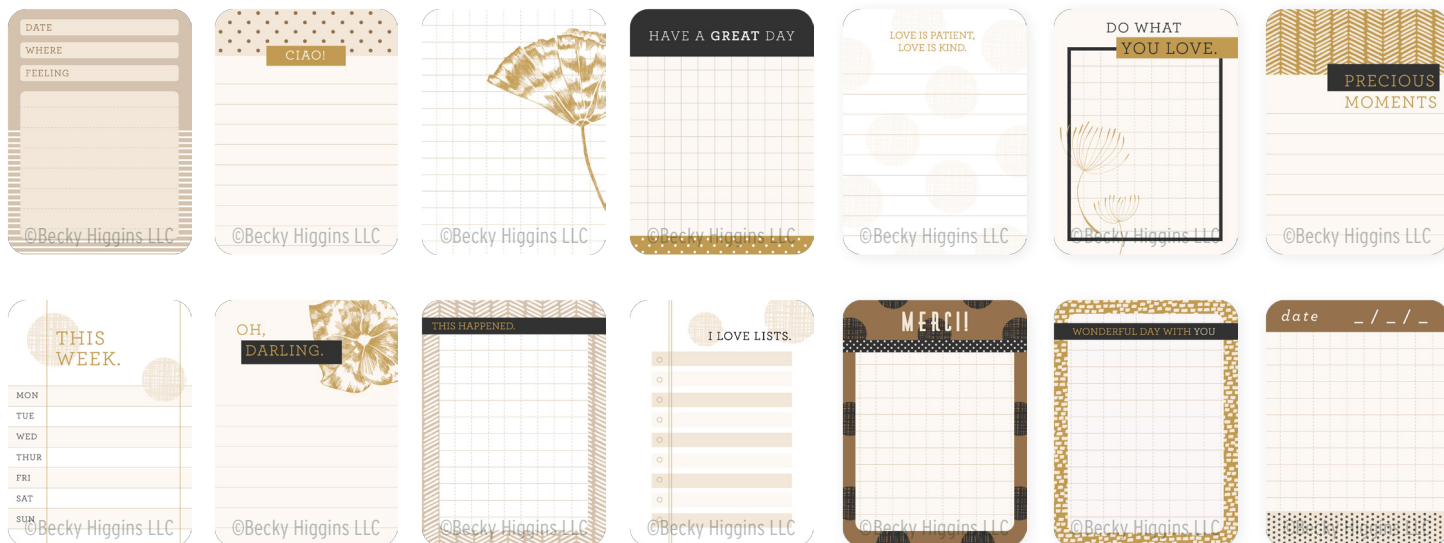 DATE
WHERE
FEELING
©Becky Higgins LLC
CIAO!
©Becky Higgins LLC
©Becky Higgins LLC
HAVE A GREAT DAY
©Becky Higgins LLC
LOVE IS PATIENT,
LOVE IS KIND.
©Becky Higgins LLC
DO WHAT
YOU LOVE.
©Becky Higgins LLC
PRECIOUS
MOMENTS
©Becky Higgins LLC
THIS
WEEK.
MON
TUE
WED
THUR
FRI
SAT
SUN
©Becky Higgins LLC
OH,
DARLING.
©Becky Higgins LLC
THIS HAPPENED.
©Becky Higgins LLC
I LOVE LISTS.
©Becky Higgins LLC
MERCI!
©Becky Higgins LLC
WONDERFUL DAY WITH YOU
©Becky Higgins LLC
date _ / _ / _
©Becky Higgins LLC